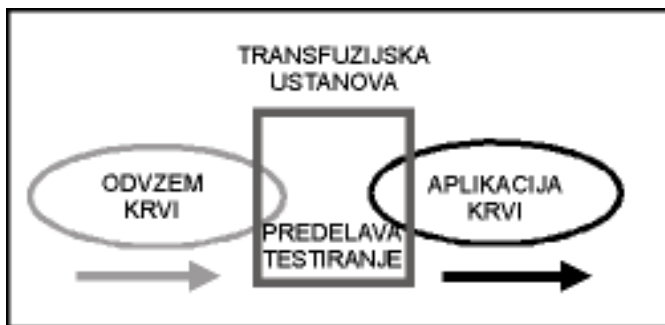 TRANSFUZIJSKA
USTANOVA
ODVZEM
KRVI
PREDELAVA
TESTIRANJE
APLIKACIJA
KRVI